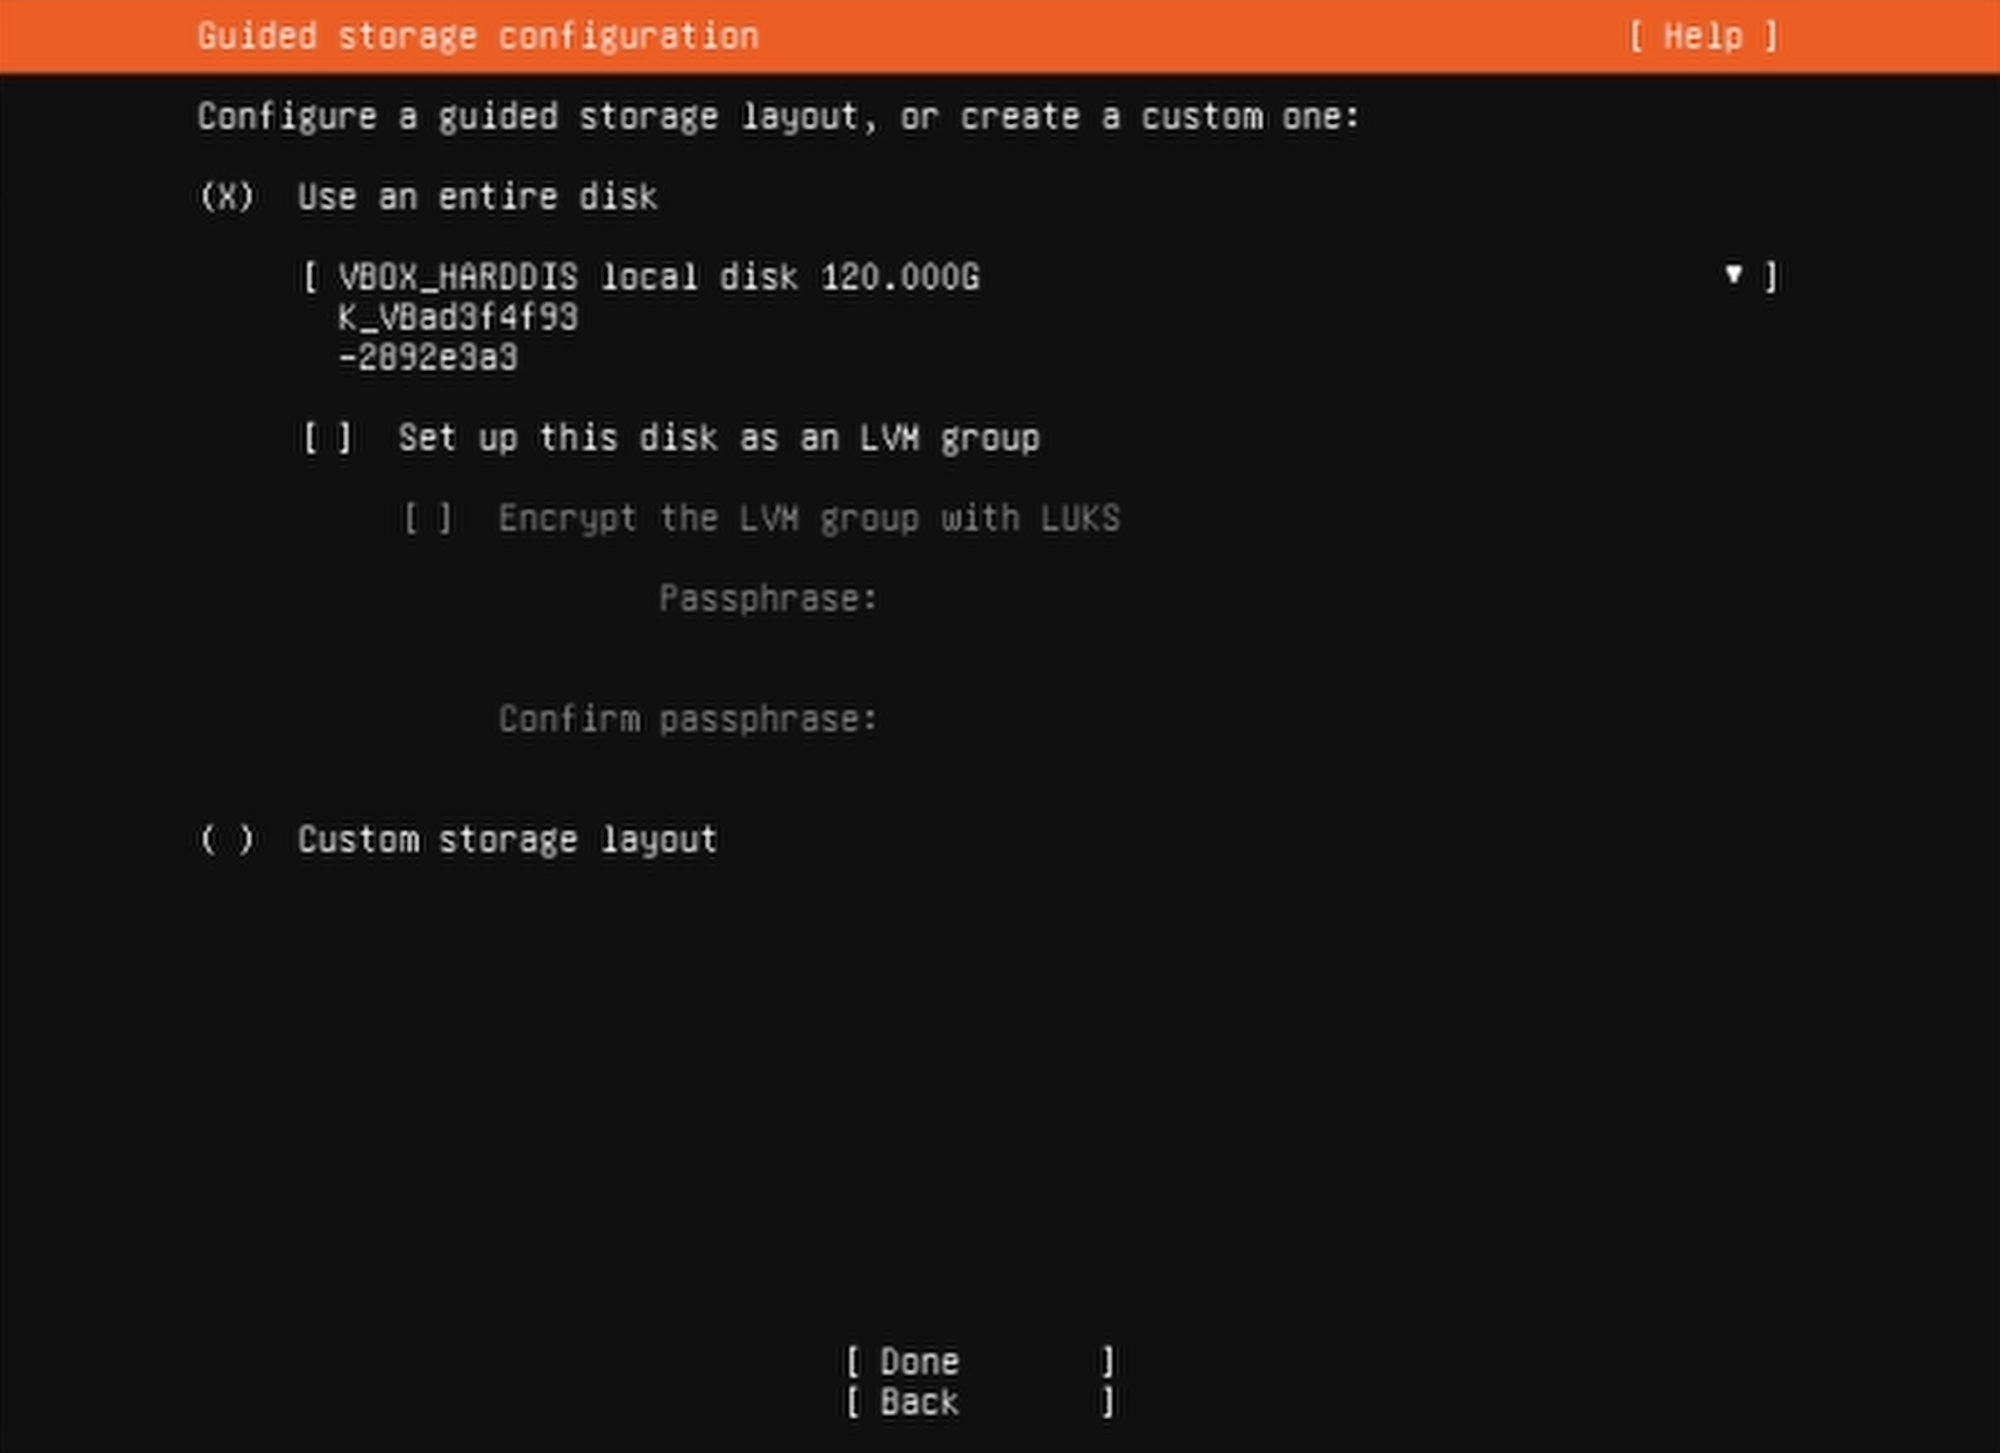 Guided storage configuration [ Help ]
Configure a guided storage layout, or create a custom one:
(X) Use an entire disk
[ VBOX_HARDDIS local disk 120.000G ▼ ]
K_VBad3f4f93
-2892e3a3
[ ] Set up this disk as an LVM group
[ ] Encrypt the LVM group with LUKS
Passphrase:
Confirm passphrase:
( ) Custom storage layout
[ Done ]
[ Back ]